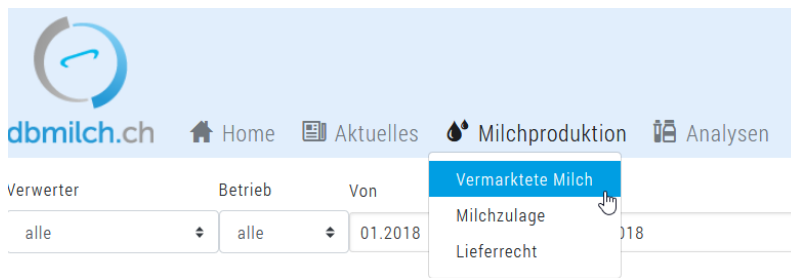 dbmilch.ch Home Aktuelles Milchproduktion Analysen
Verwerter Betrieb Von Vermarktete Milch
Milchzulage
alle alle 01.2018 018
Lieferrecht